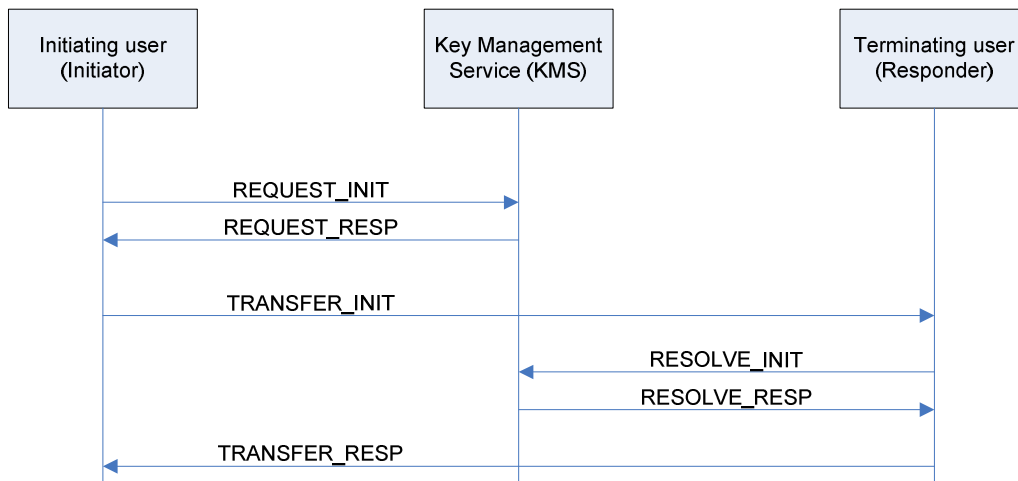 Initiating user
(Initiator)
Key Management
Service (KMS)
Terminating user
(Responder)
REQUEST_INIT
REQUEST_RESP
TRANSFER_INIT
RESOLVE_INIT
RESOLVE_RESP
TRANSFER_RESP